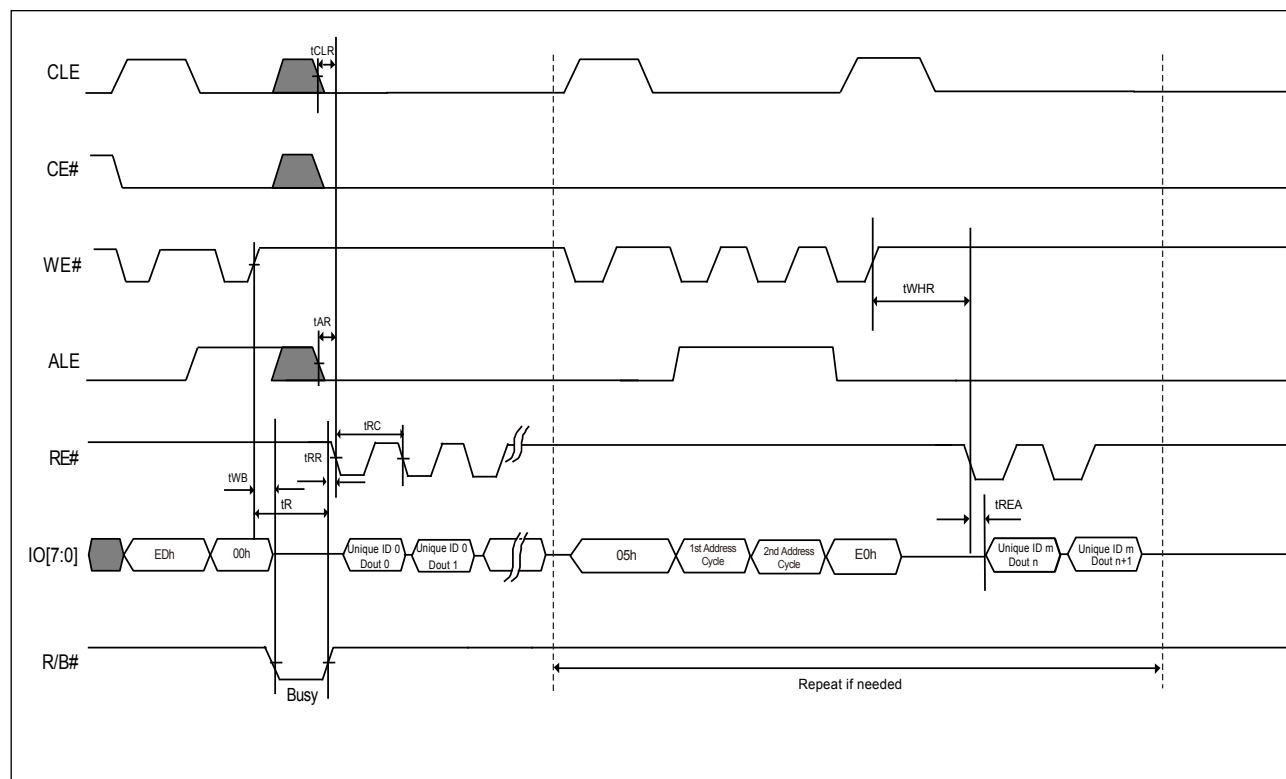 tCLR
CLE
CE#
WE#
tWHR
tAR
ALE
tRC
RE#
tRR
tWB
tR
tREA
IO[7:0]
EDh
00h
Unique ID 0
Dout 0
Unique ID 0
Dout 1
05h
1st Address
Cycle
2nd Address
Cycle
E0h
Unique ID m
Dout n
Unique ID m
Dout n+1
R/B#
Busy
Repeat if needed